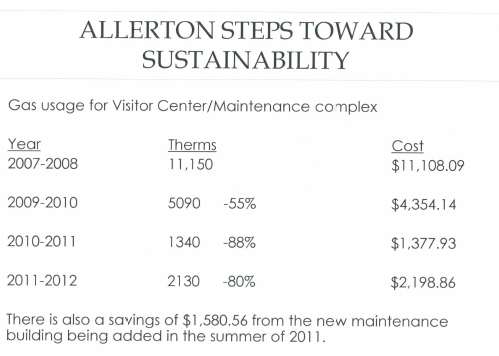 ALLERTON STEPS TOWARD
SUSTAINABILITY
Gas usage for Visitor Center/Maintenance complex
Year Therms Cost
2007-2008 11,150 $11,108.09
2009-2010 5090 -55% $4,354.14
2010-2011 1340 -88% $1,377.93
2011-2012 2130 -80% $2,198.86
There is also a savings of $1,580.56 from the new maintenance
building being added in the summer of 2011.